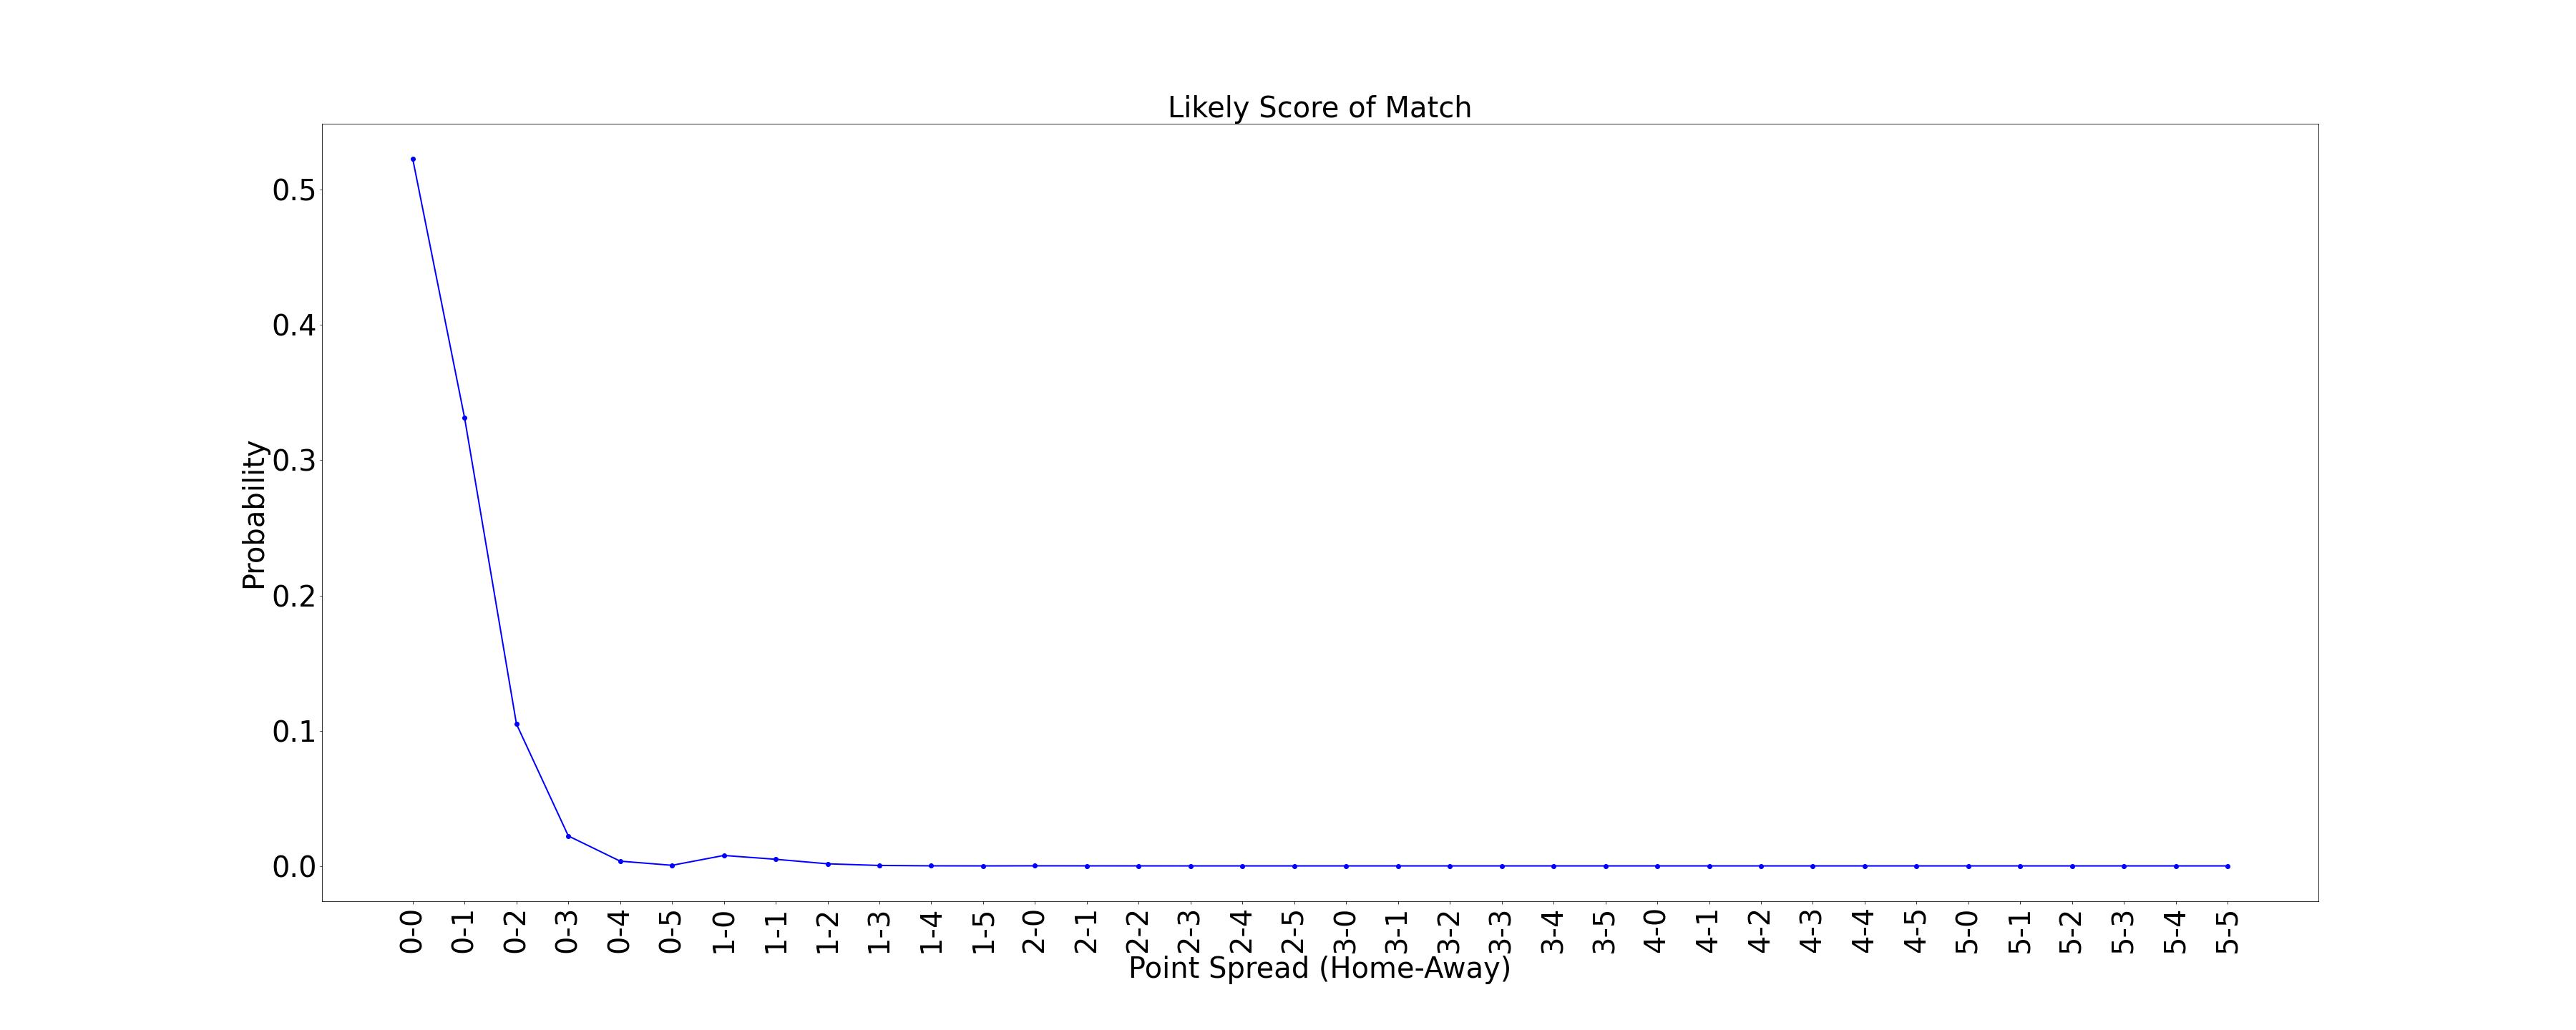 Likely Score of Match
Probability
0.5
0.4
0.3
0.2
0.1
0.0
0-0 0-1 0-2 0-3 0-4 0-5 1-0 1-1 1-2 1-3 1-4 1-5 2-0 2-1 2-2 2-3 2-4 2-5 3-0 3-1 3-2 3-3 3-4 3-5 4-0 4-1 4-2 4-3 4-4 4-5 5-0 5-1 5-2 5-3 5-4 5-5
Point Spread (Home-Away)